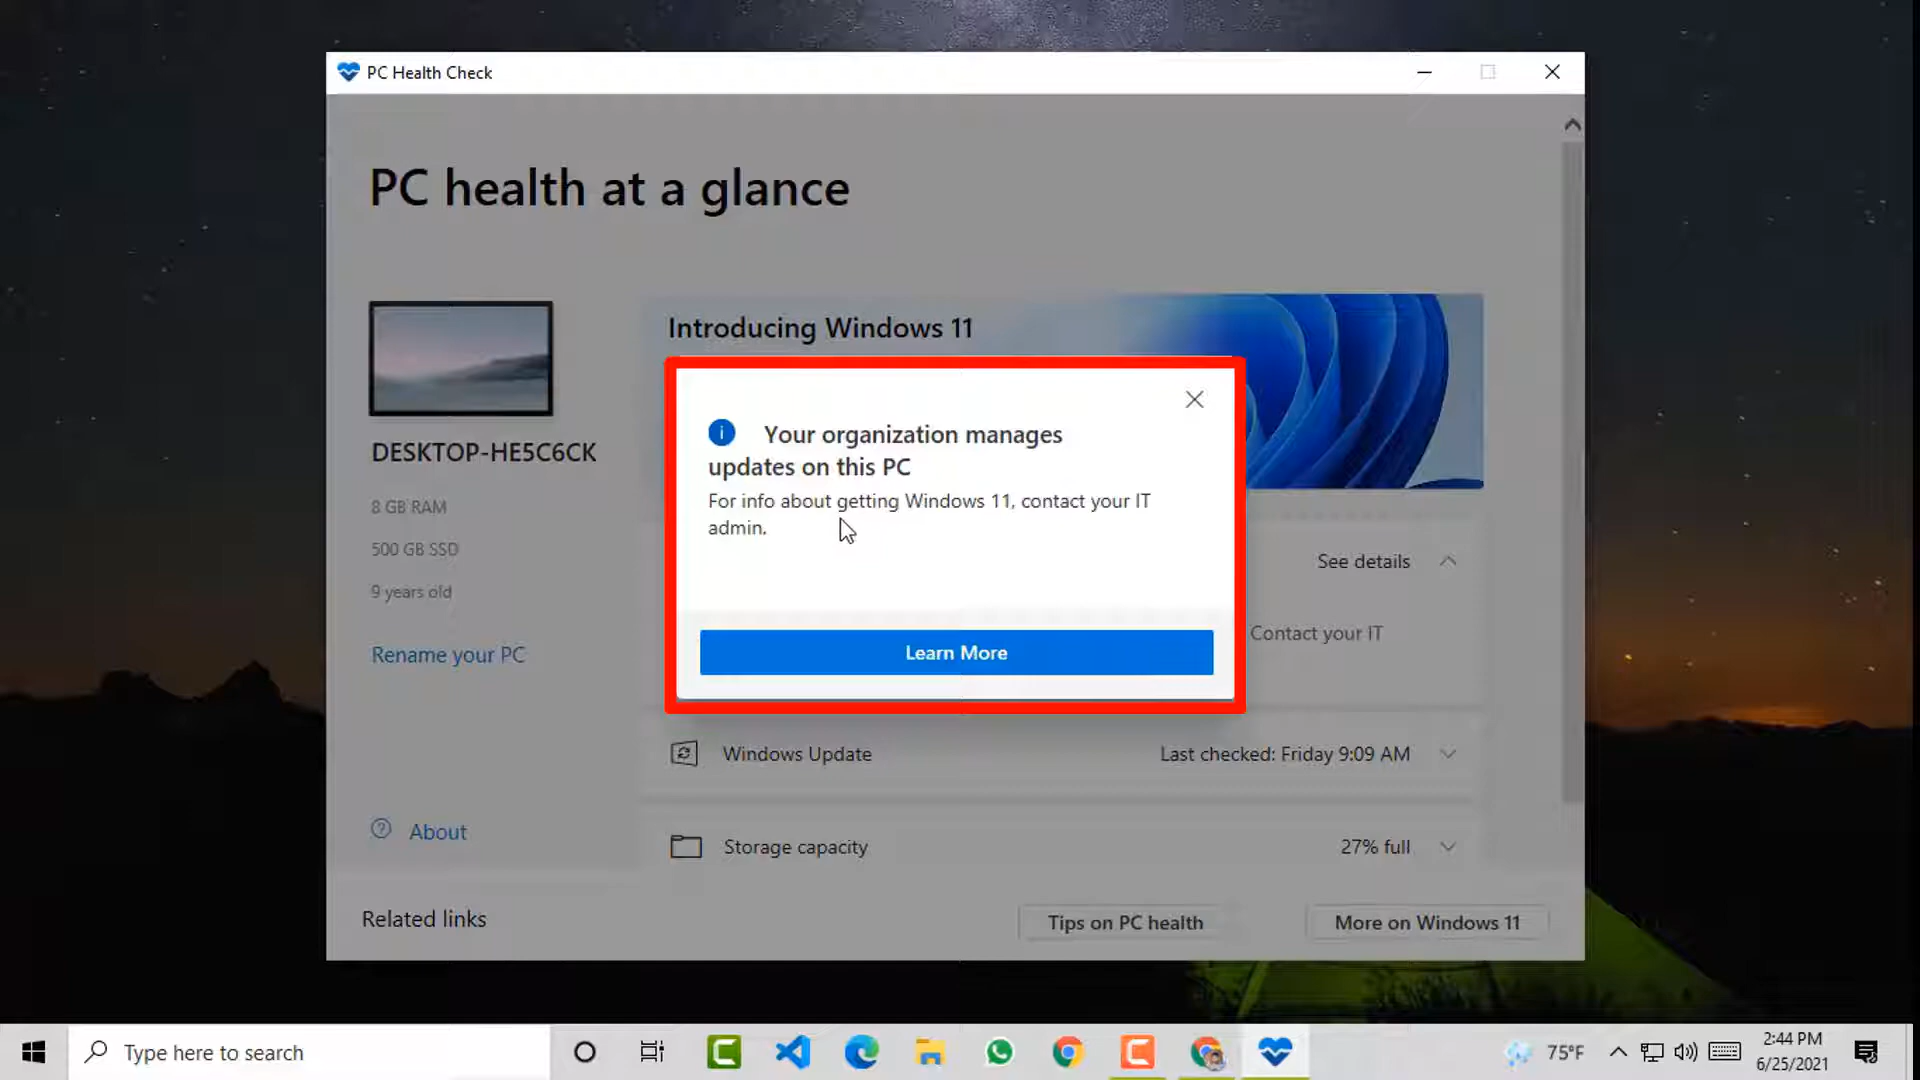 PC Health Check
PC health at a glance
Introducing Windows 11
Your organization manages
updates on this PC
For info about getting Windows 11, contact your IT
admin.
Learn More
DESKTOP-HE5C6CK
8 GB RAM
500 GB SSD
9 years old
Rename your PC
See details
Contact your IT
Windows Update
Last checked: Friday 9:09 AM
Storage capacity
27% full
About
Related links
Tips on PC health
More on Windows 11
Type here to search
75°F
2:44 PM
6/25/2021